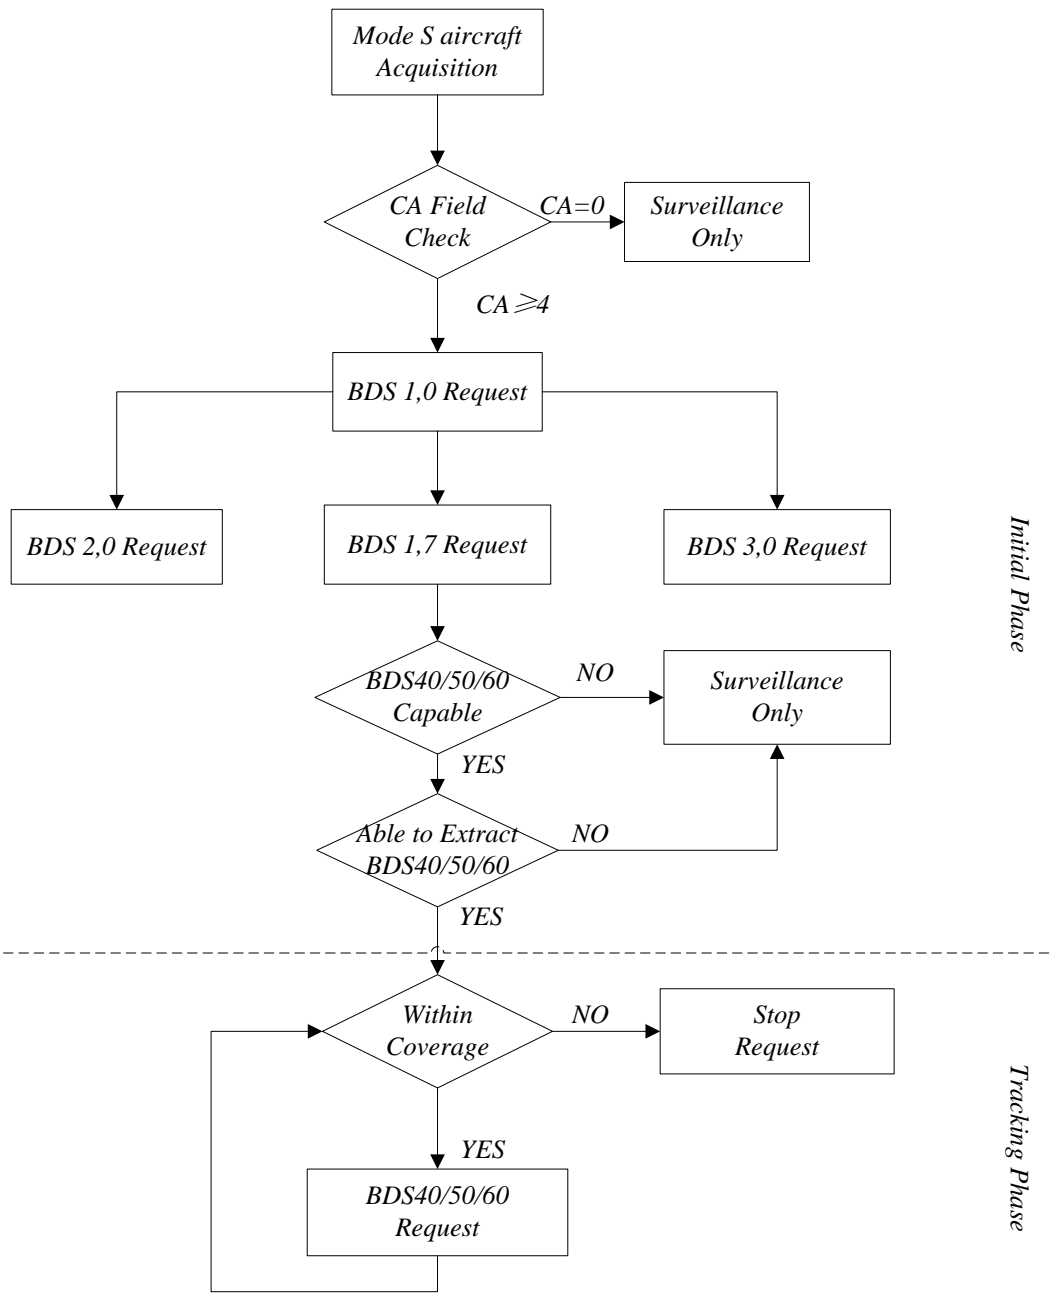 Mode S aircraft
Acquisition
CA Field
Check
CA=0
Surveillance
Only
CA⩾4
BDS 1,0 Request
BDS 2,0 Request
BDS 1,7 Request
BDS 3,0 Request
Initial Phase
BDS40/50/60
Capable
NO
Surveillance
Only
YES
Able to Extract
BDS40/50/60
NO
YES
Within
Coverage
NO
Stop
Request
Tracking Phase
YES
BDS40/50/60
Request